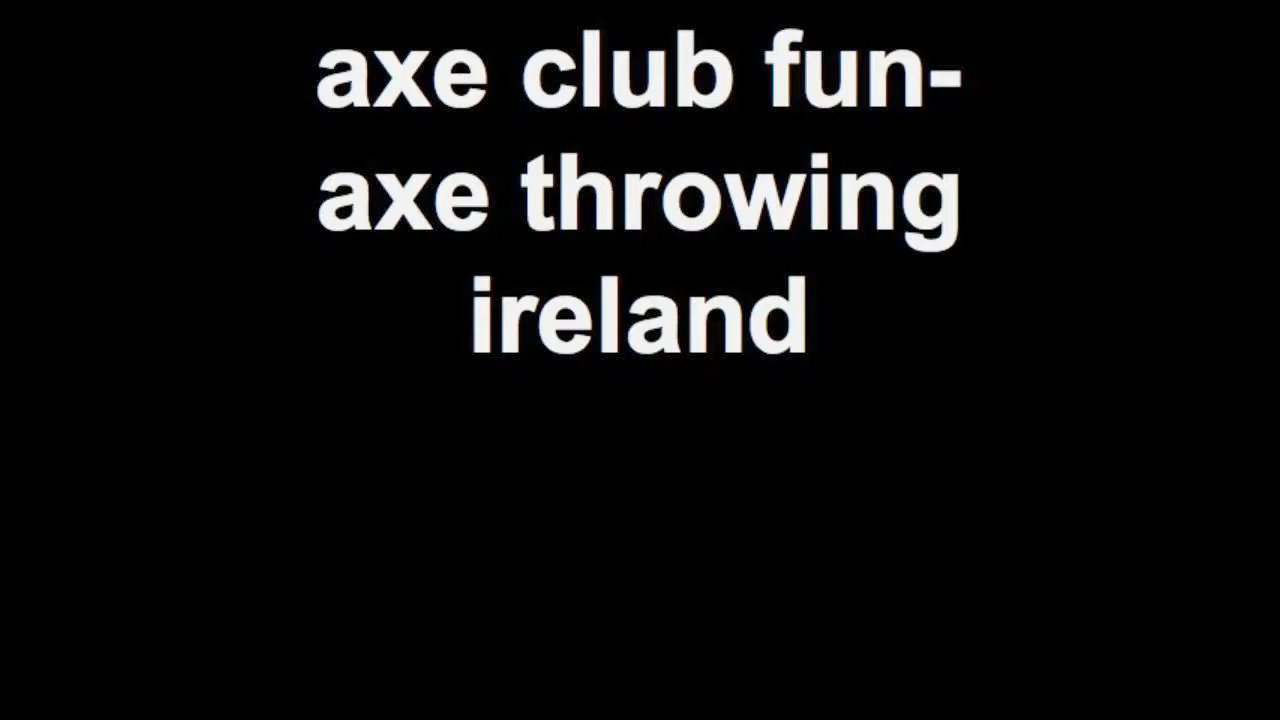 axe club fun-
axe throwing
ireland